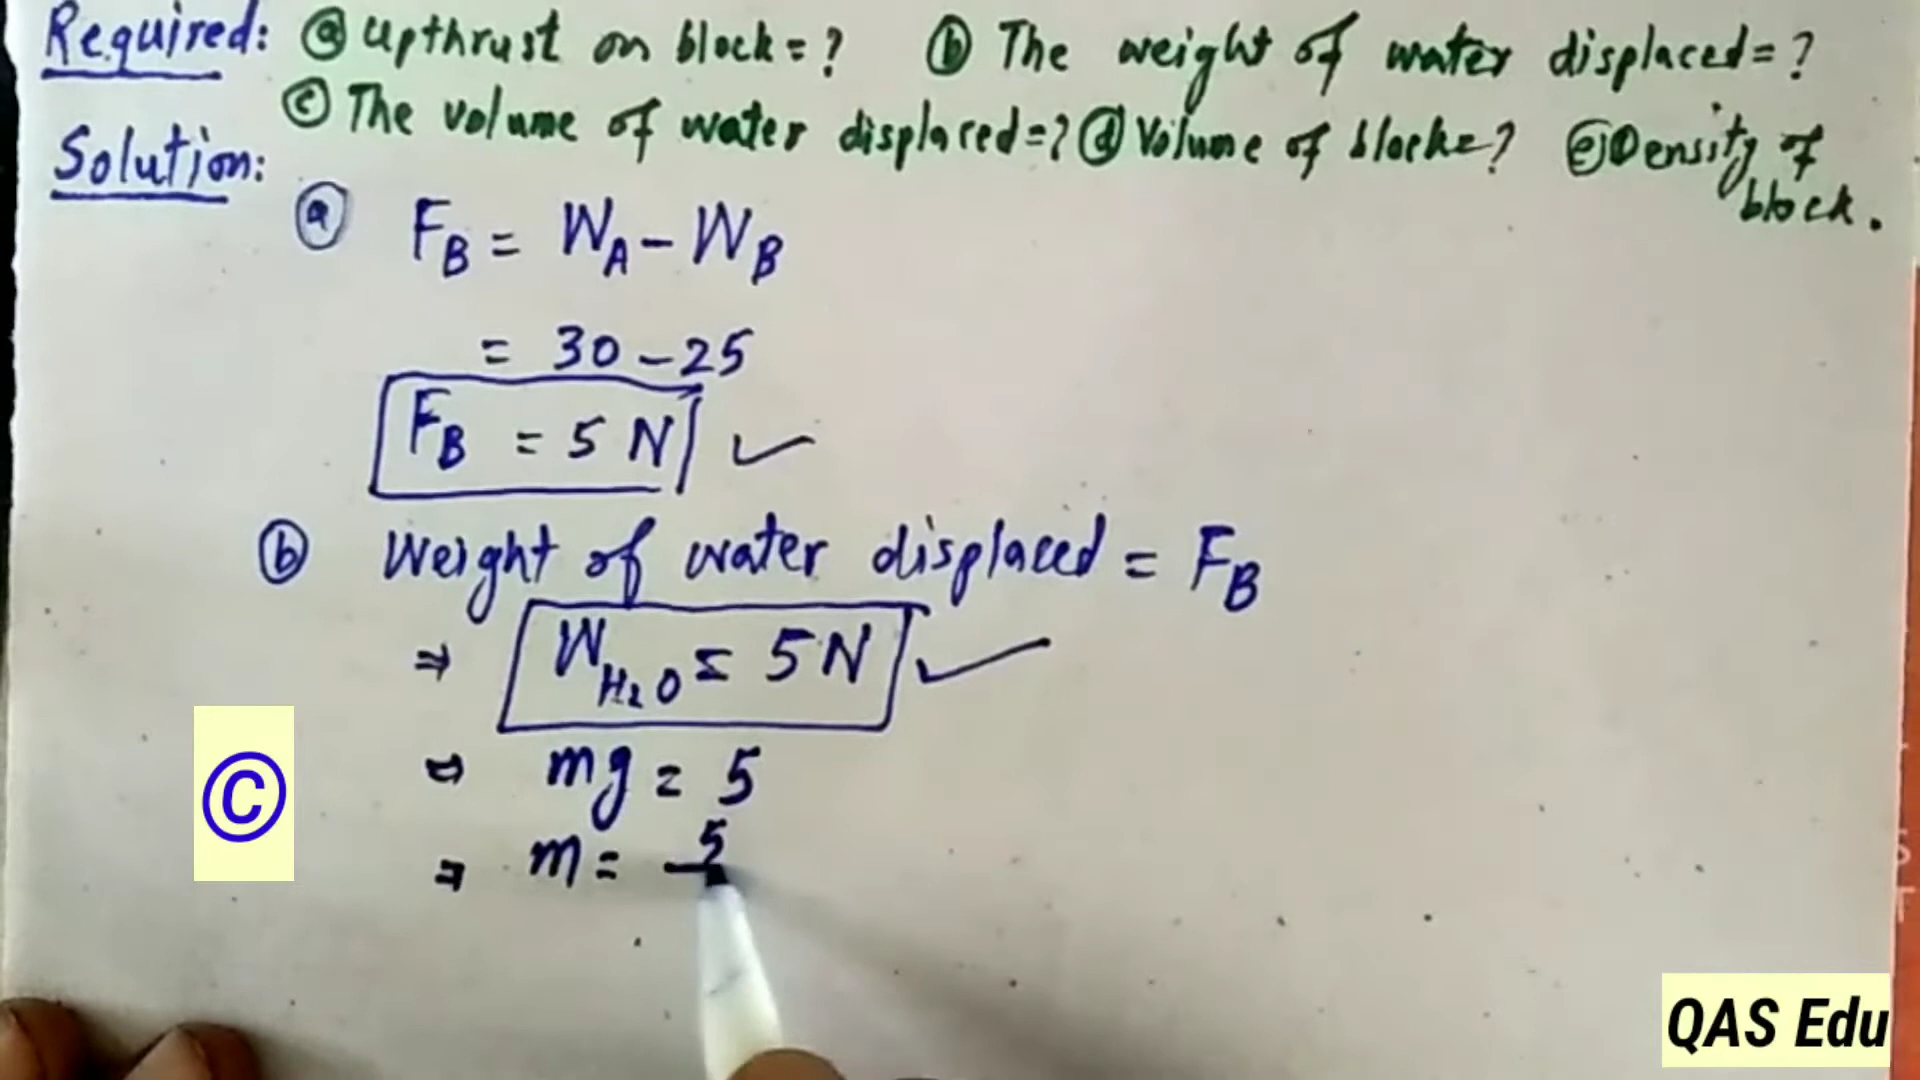 Required: ⓐ Upthrust on block=? ⓑ The weight of water displaced=?
ⓒ The volume of water displaced=? ⓓ Volume of block=? ⓔ Density of block.
Solution:
ⓐ F_B = W_A - W_B
= 30 - 25
F_B = 5 N ✓
ⓑ Weight of water displaced = F_B
⇒ W_H₂O = 5N ✓
ⓒ ⇒ mg = 5
⇒ m = 5
QAS Edu